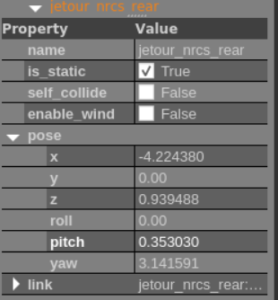 jetour_nrcs_rear
Property Value
name jetour_nrcs_rear
is_static True
self_collide False
enable_wind False
pose
x -4.224380
y 0.00
z 0.939488
roll 0.00
pitch 0.353030
yaw 3.141591
link jetour_nrcs_rear:...